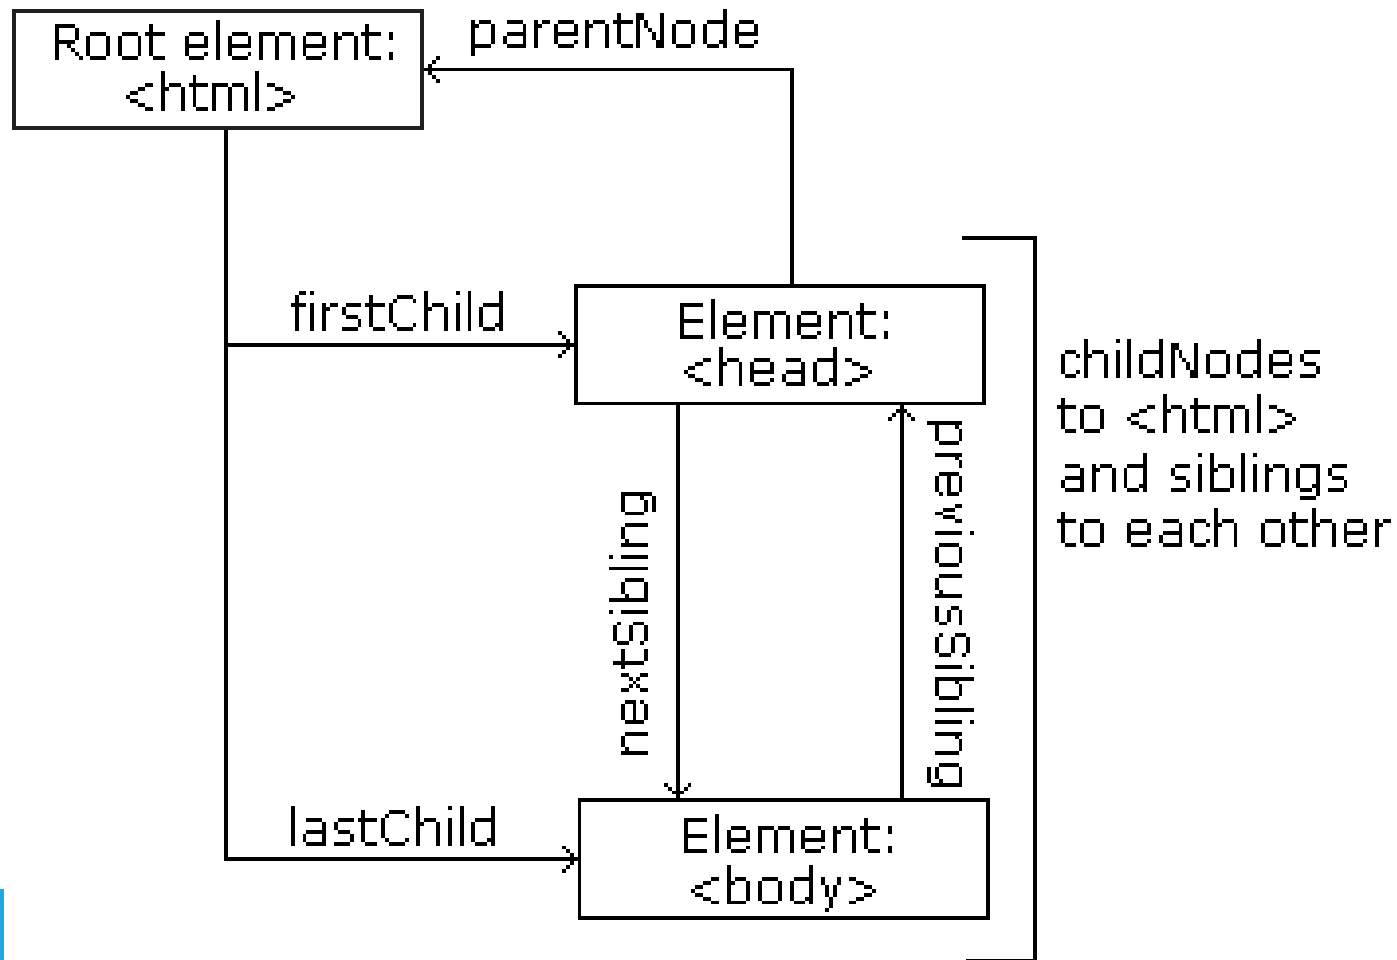 Root element:
<html>
parentNode
firstChild
Element:
<head>
childNodes
to <html>
and siblings
to each other
nextSibling
previousSibling
lastChild
Element:
<body>